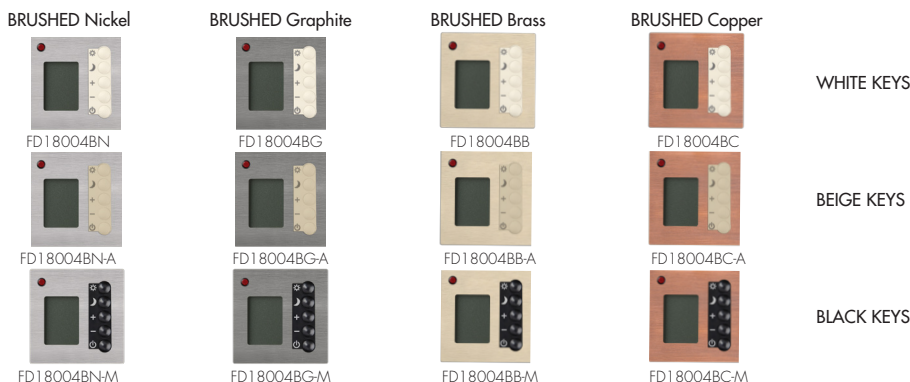 BRUSHED Nickel BRUSHED Graphite BRUSHED Brass BRUSHED Copper
WHITE KEYS
FD18004BN FD18004BG FD18004BB FD18004BC
BEIGE KEYS
FD18004BN-A FD18004BG-A FD18004BB-A FD18004BC-A
BLACK KEYS
FD18004BN-M FD18004BG-M FD18004BB-M FD18004BC-M